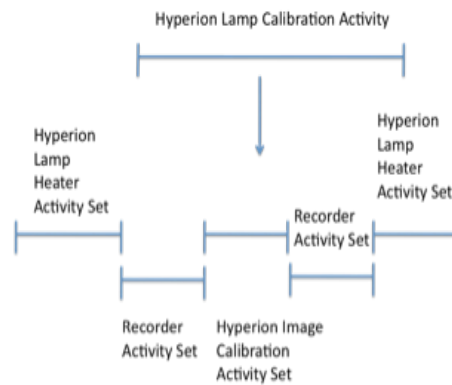 Hyperion Lamp Calibration Activity
Hyperion
Lamp
Heater
Activity Set
Hyperion
Lamp
Heater
Activity Set
Recorder
Activity Set
Recorder
Activity Set
Hyperion Image
Calibration
Activity Set